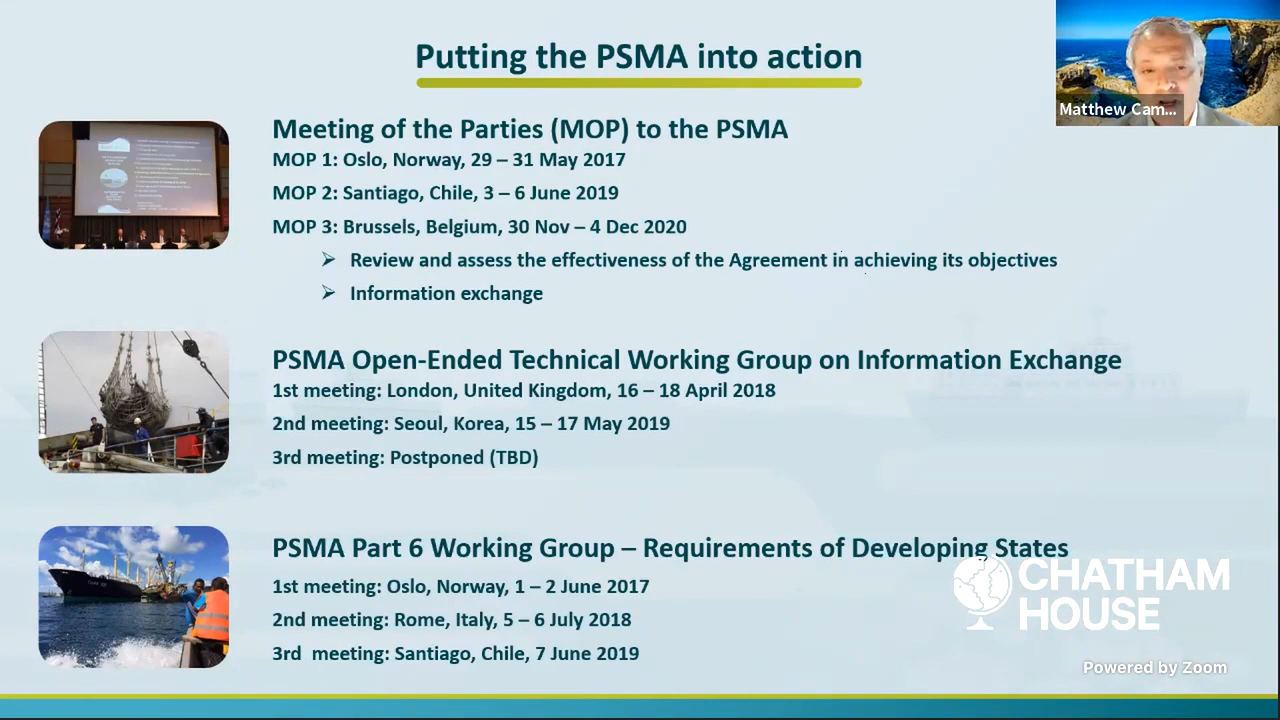 Putting the PSMA into action
Matthew Cam...
Meeting of the Parties (MOP) to the PSMA
MOP 1: Oslo, Norway, 29 – 31 May 2017
MOP 2: Santiago, Chile, 3 – 6 June 2019
MOP 3: Brussels, Belgium, 30 Nov – 4 Dec 2020
➢ Review and assess the effectiveness of the Agreement in achieving its objectives
➢ Information exchange
PSMA Open-Ended Technical Working Group on Information Exchange
1st meeting: London, United Kingdom, 16 – 18 April 2018
2nd meeting: Seoul, Korea, 15 – 17 May 2019
3rd meeting: Postponed (TBD)
PSMA Part 6 Working Group – Requirements of Developing States
1st meeting: Oslo, Norway, 1 – 2 June 2017
2nd meeting: Rome, Italy, 5 – 6 July 2018
3rd  meeting: Santiago, Chile, 7 June 2019
CHATHAM
HOUSE
Powered by Zoom